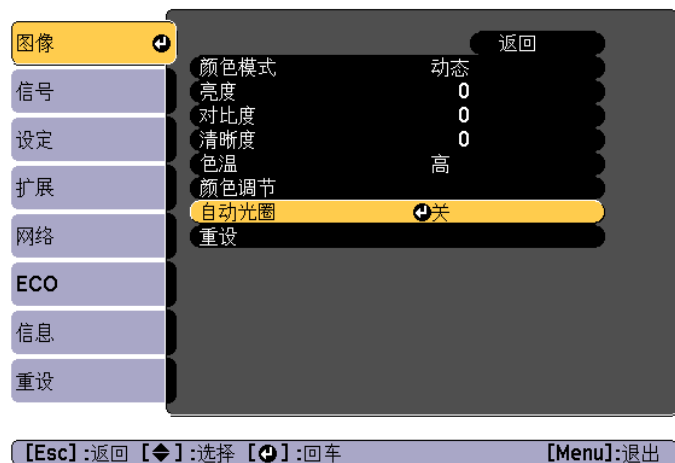 图像
信号
设定
扩展
网络
ECO
信息
重设
返回
颜色模式 动态
亮度 0
对比度 0
清晰度 0
色温 高
颜色调节
自动光圈 关
重设
[Esc]:返回 [◆]:选择 [⏎]:回车 [Menu]:退出